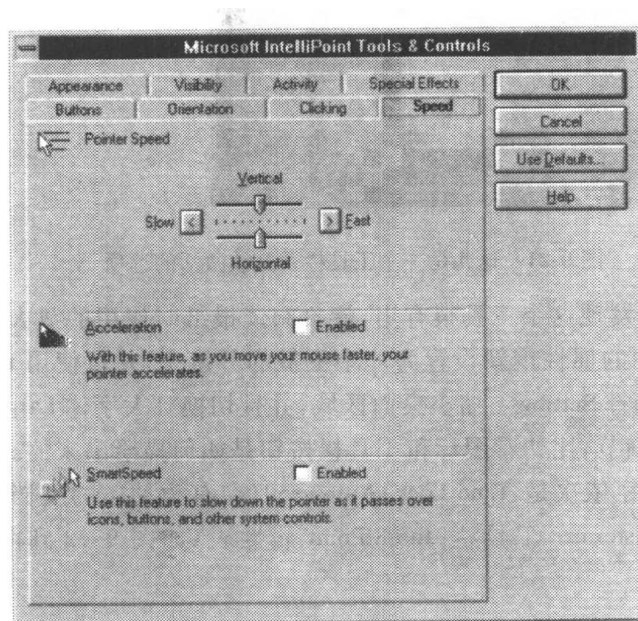 Microsoft IntelliPoint Tools & Controls
Appearance Visibility Activity Special Effects
Buttons Orientation Clicking Speed
OK
Cancel
Use Defaults...
Help
Pointer Speed
Vertical
Slow < > Fast
Horizontal
Acceleration Enabled
With this feature, as you move your mouse faster, your
pointer accelerates.
SmartSpeed Enabled
Use this feature to slow down the pointer as it passes over
icons, buttons, and other system controls.